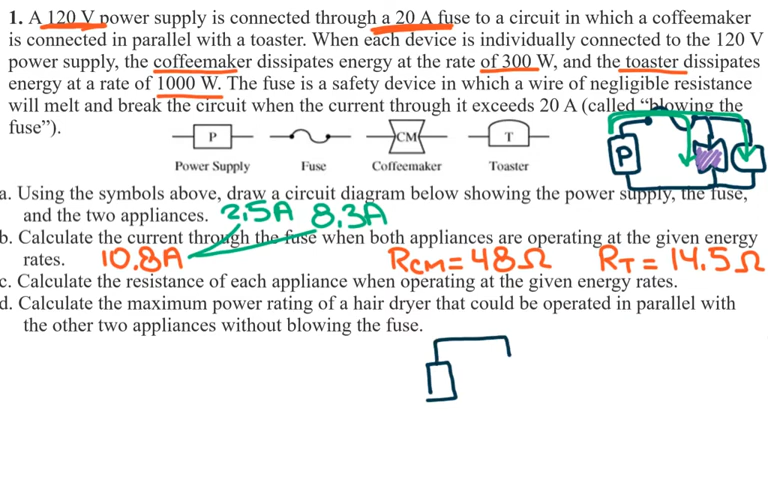 1. A 120 V power supply is connected through a 20 A fuse to a circuit in which a coffeemaker
is connected in parallel with a toaster. When each device is individually connected to the 120 V
power supply, the coffeemaker dissipates energy at the rate of 300 W, and the toaster dissipates
energy at a rate of 1000 W. The fuse is a safety device in which a wire of negligible resistance
will melt and break the circuit when the current through it exceeds 20 A (called “blowing the
fuse”).
P CM T
Power Supply Fuse Coffeemaker Toaster
P
a. Using the symbols above, draw a circuit diagram below showing the power supply, the fuse,
and the two appliances. 2.5A 8.3A
b. Calculate the current through the fuse when both appliances are operating at the given energy
rates. 10.8A RCM = 48Ω RT = 14.5Ω
c. Calculate the resistance of each appliance when operating at the given energy rates.
d. Calculate the maximum power rating of a hair dryer that could be operated in parallel with
the other two appliances without blowing the fuse.